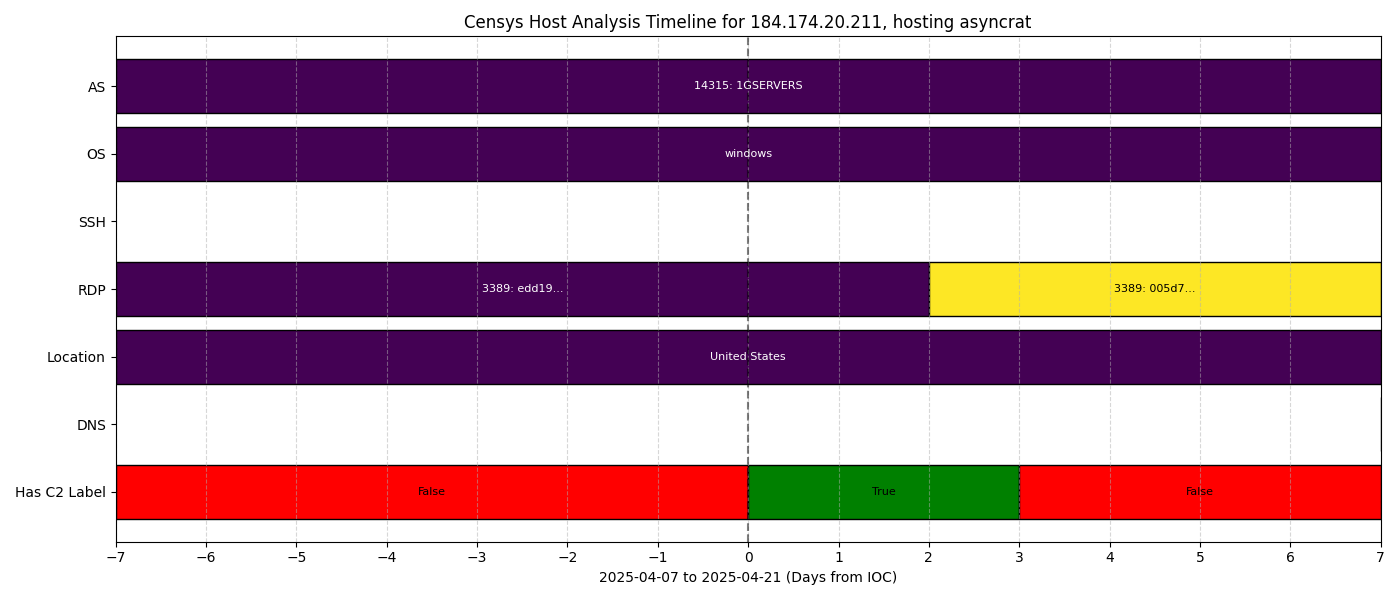 Censys Host Analysis Timeline for 184.174.20.211, hosting asyncrat
AS
14315: 1GSERVERS
OS
windows
SSH
RDP
3389: edd19...
3389: 005d7...
Location
United States
DNS
Has C2 Label
False
True
False
−7
−6
−5
−4
−3
−2
−1
0
1
2
3
4
5
6
7
2025-04-07 to 2025-04-21 (Days from IOC)